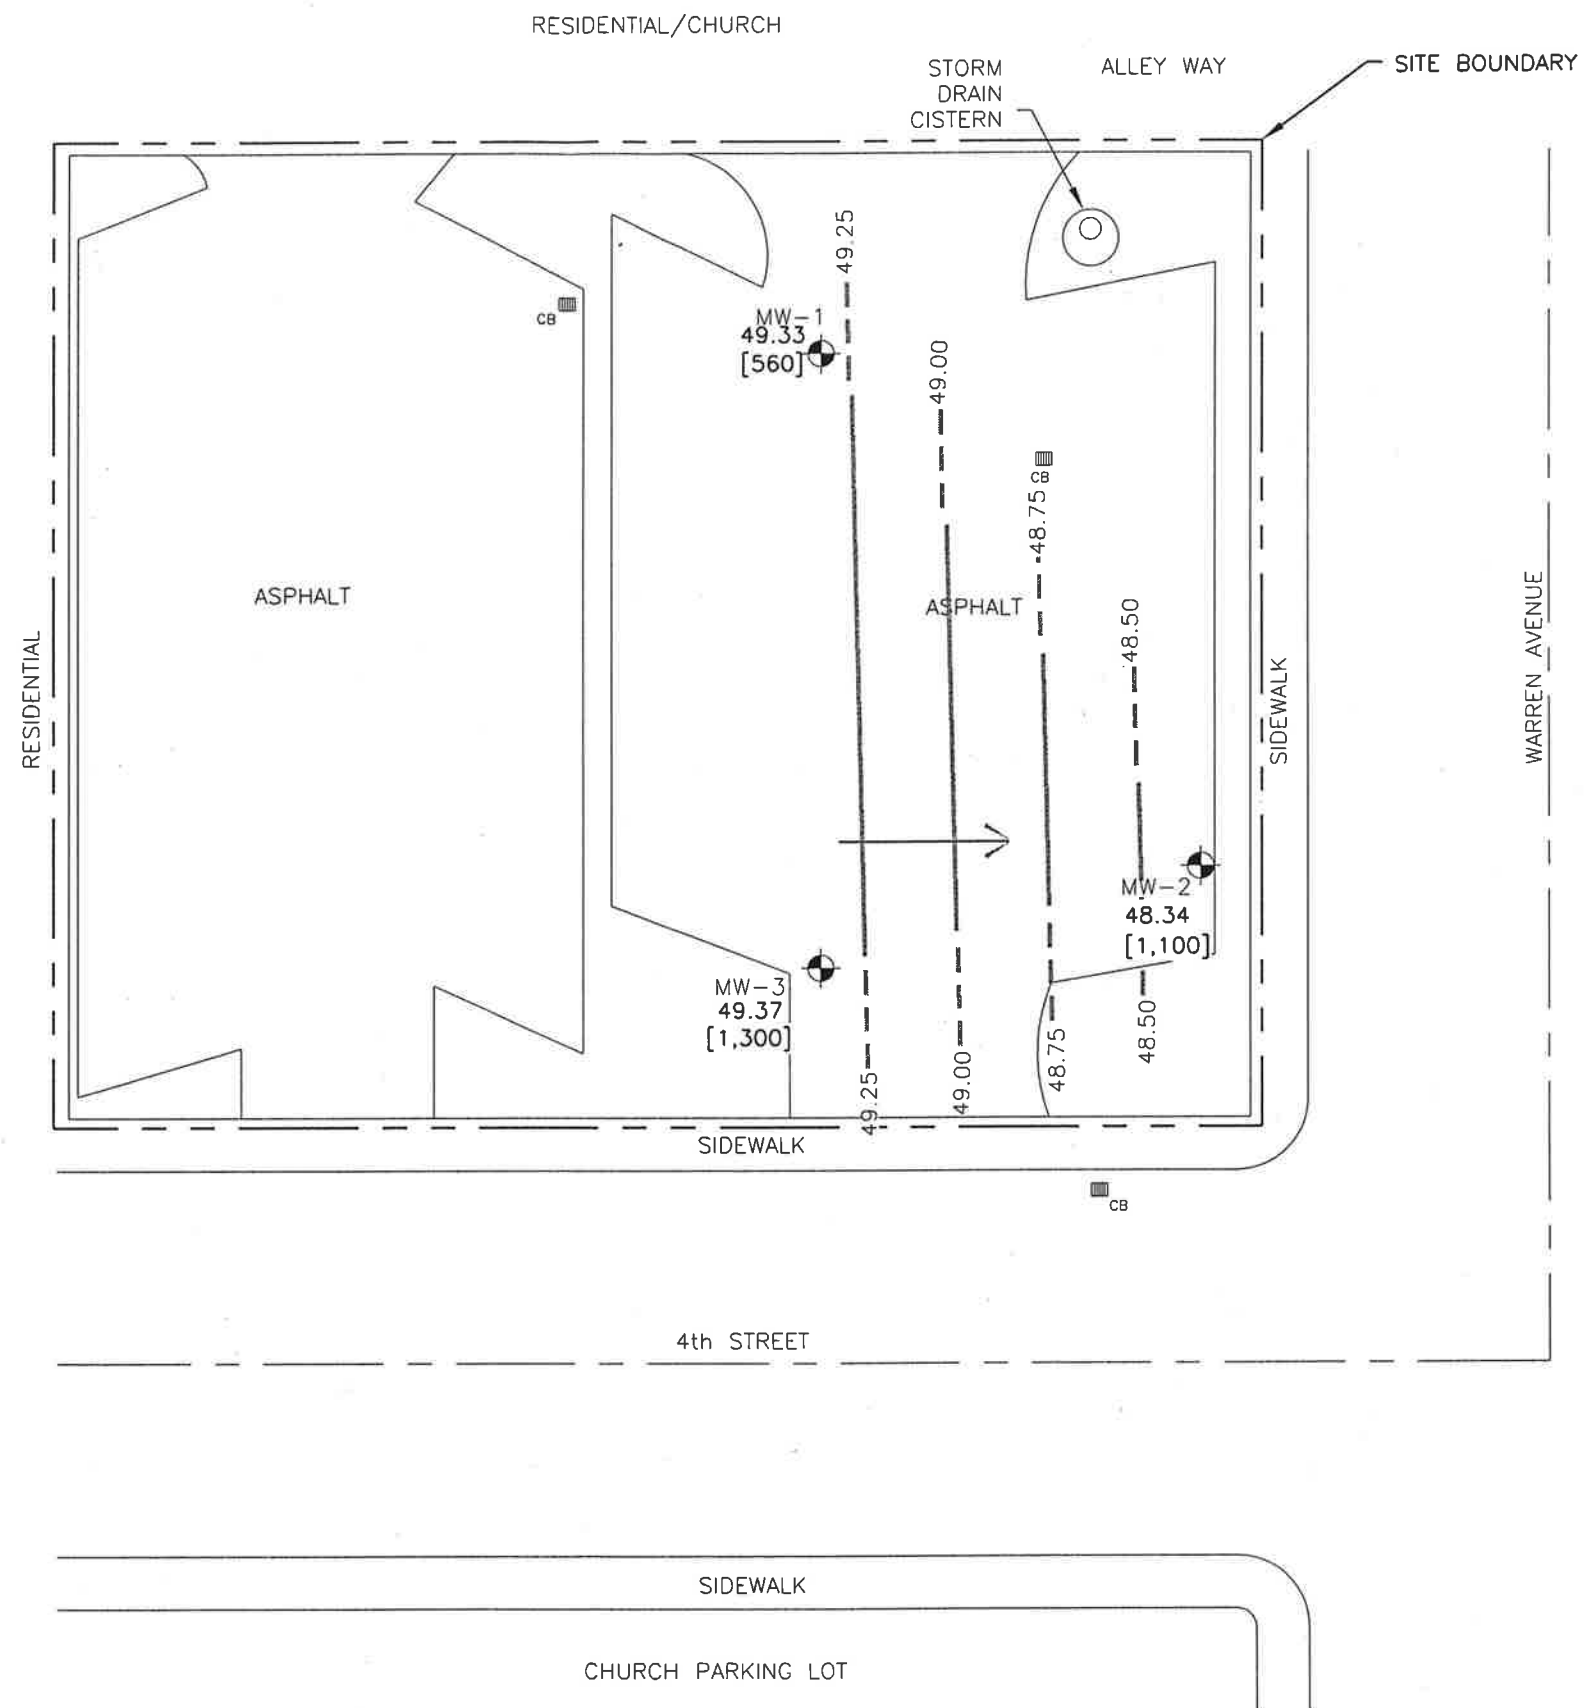 RESIDENTIAL/CHURCH
STORM
DRAIN
CISTERN
ALLEY WAY
SITE BOUNDARY
49.25
CB
MW-1
49.33
[560]
49.00
CB
48.75
ASPHALT
ASPHALT
48.50
RESIDENTIAL
SIDEWALK
WARREN AVENUE
MW-2
48.34
[1,100]
MW-3
49.37
[1,300]
49.25
49.00
48.75
48.50
SIDEWALK
CB
4th STREET
SIDEWALK
CHURCH PARKING LOT